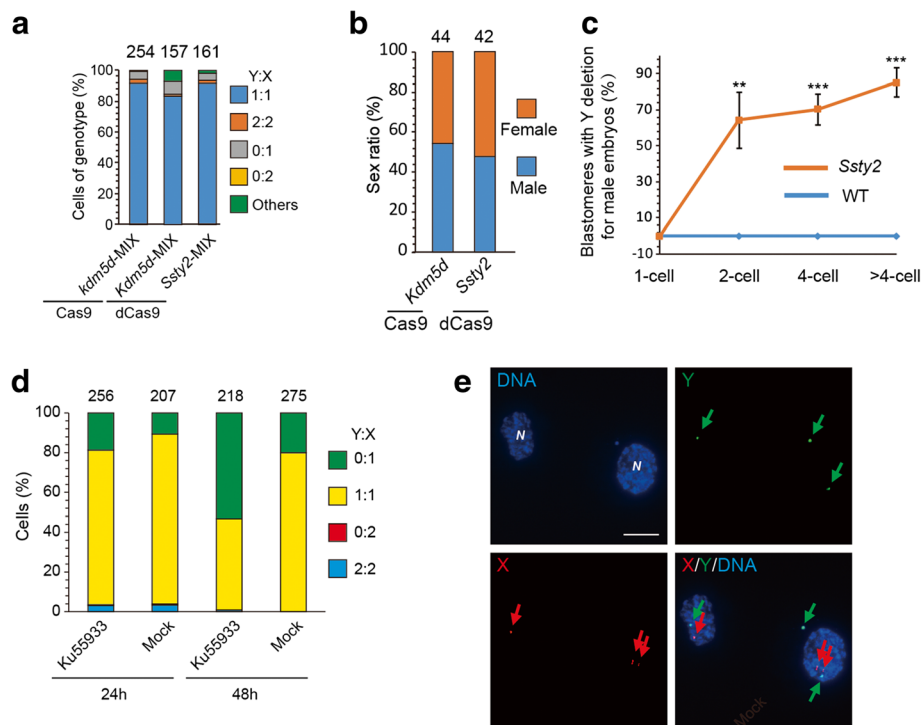 a
254 157 161
Cells of genotype (%)
100
80
60
40
20
0
Y:X
1:1
2:2
0:1
0:2
Others
kdm5d-MIX
Kdm5d-MIX
Ssty2-MIX
Cas9 dCas9
b
44 42
Sex ratio (%)
100
80
60
40
20
0
Female
Male
Kdm5d
Ssty2
Cas9 dCas9
c
Blastomeres with Y deletion
for male embryos (%)
90
70
50
30
10
-10
** *** ***
Ssty2
WT
1-cell 2-cell 4-cell >4-cell
d
256 207 218 275
Cells (%)
100
80
60
40
20
0
Y:X
0:1
1:1
0:2
2:2
Ku55933
Mock
Ku55933
Mock
24h 48h
e
DNA
N
N
Y
X
X/Y/DNA
Mock